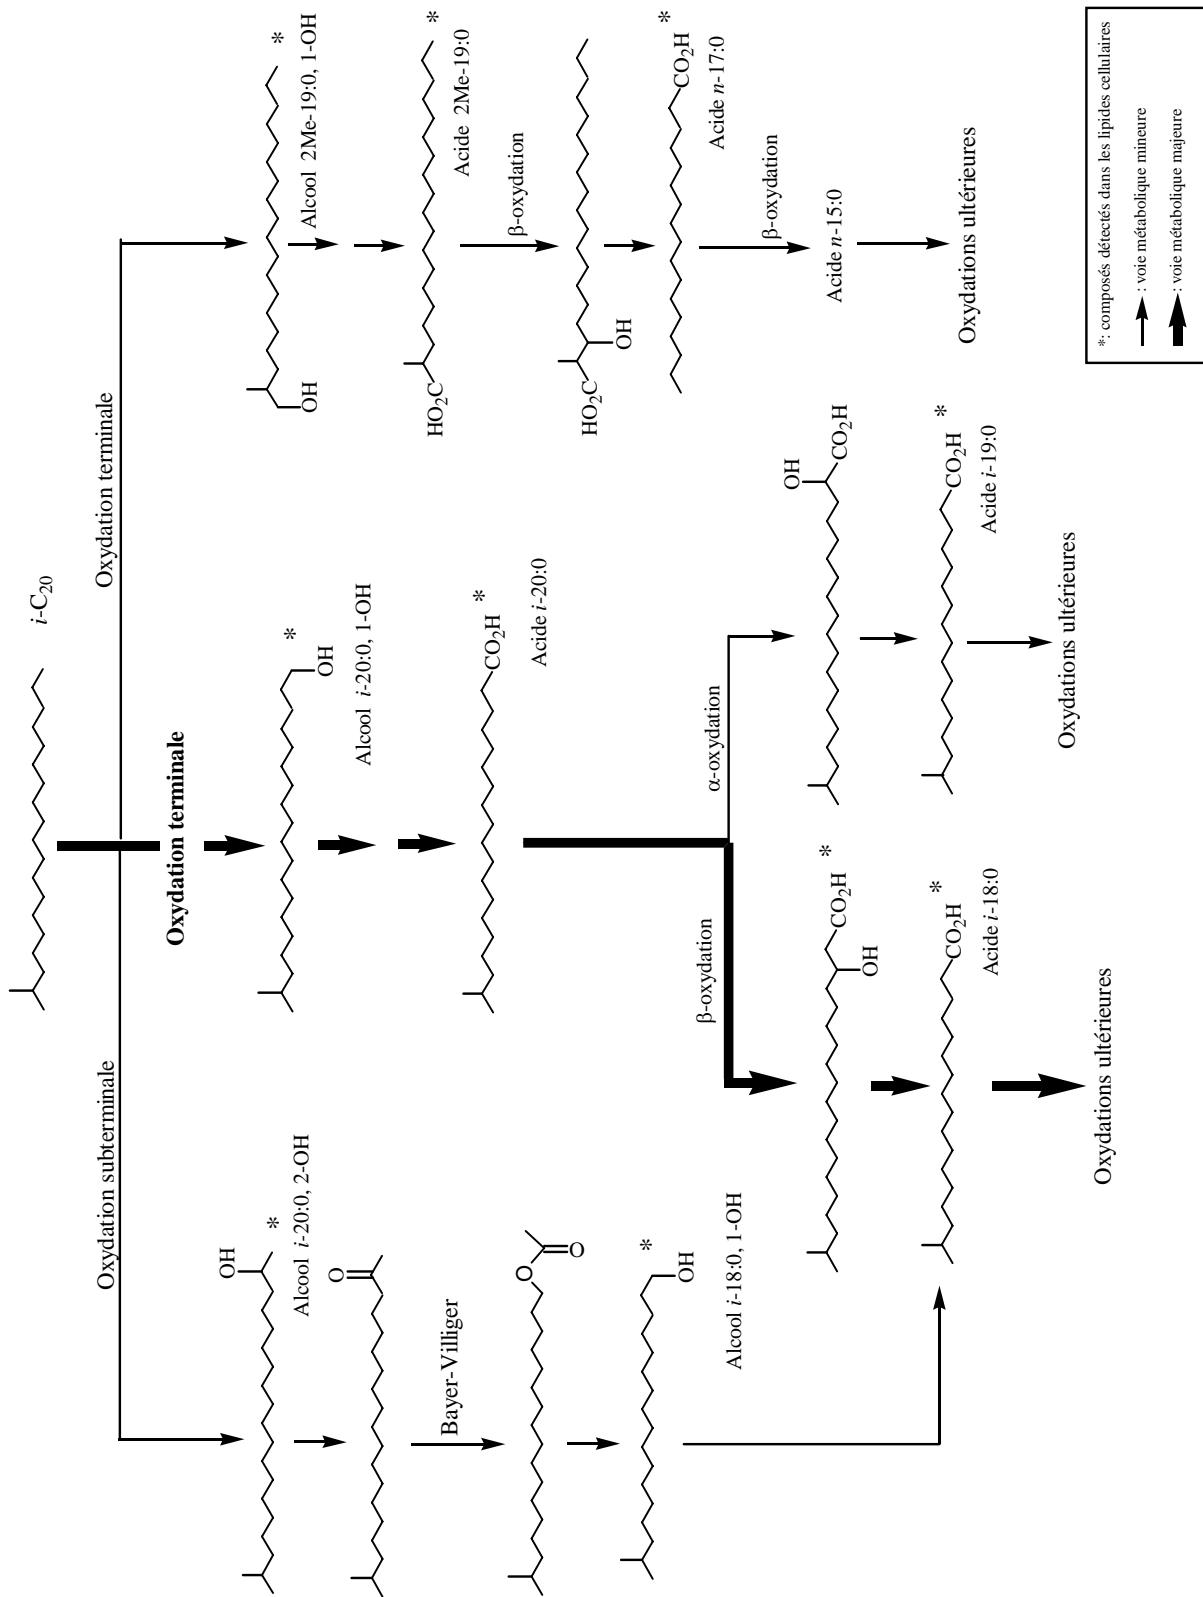 i-C20
Oxydation subterminale
Oxydation terminale
Oxydation terminale
OH
*
Alcool i-20:0, 2-OH
O
Bayer-Villiger
O
O
*
OH
Alcool i-18:0, 1-OH
*
OH
Alcool i-20:0, 1-OH
CO2H *
Acide i-20:0
β-oxydation
α-oxydation
CO2H *
OH
CO2H *
Acide i-18:0
Oxydations ultérieures
OH
CO2H
CO2H *
Acide i-19:0
Oxydations ultérieures
*
OH
Alcool 2Me-19:0, 1-OH
HO2C
*
Acide 2Me-19:0
β-oxydation
HO2C
OH
CO2H *
Acide n-17:0
β-oxydation
Acide n-15:0
Oxydations ultérieures
*: composés détectés dans les lipides cellulaires
: voie métabolique mineure
: voie métabolique majeure